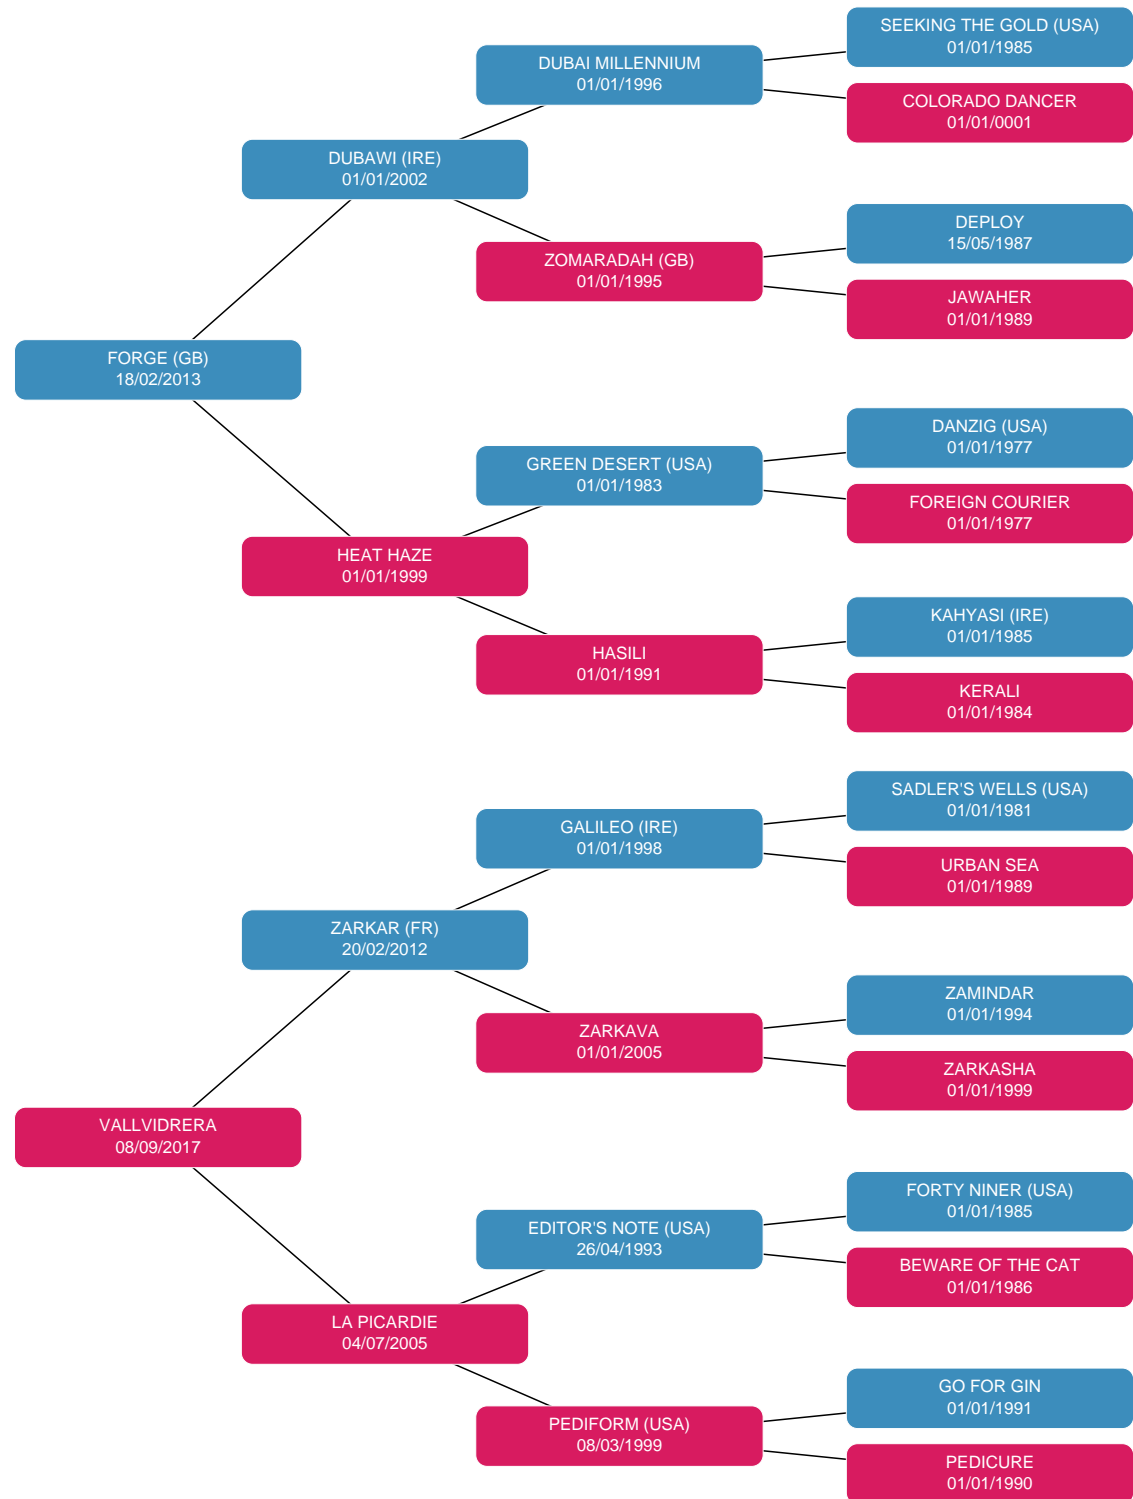 SEEKING THE GOLD (USA)
01/01/1985
DUBAI MILLENNIUM
01/01/1996
COLORADO DANCER
01/01/0001
DUBAWI (IRE)
01/01/2002
DEPLOY
15/05/1987
ZOMARADAH (GB)
01/01/1995
JAWAHER
01/01/1989
FORGE (GB)
18/02/2013
DANZIG (USA)
01/01/1977
GREEN DESERT (USA)
01/01/1983
FOREIGN COURIER
01/01/1977
HEAT HAZE
01/01/1999
KAHYASI (IRE)
01/01/1985
HASILI
01/01/1991
KERALI
01/01/1984
SADLER'S WELLS (USA)
01/01/1981
GALILEO (IRE)
01/01/1998
URBAN SEA
01/01/1989
ZARKAR (FR)
20/02/2012
ZAMINDAR
01/01/1994
ZARKAVA
01/01/2005
ZARKASHA
01/01/1999
VALLVIDRERA
08/09/2017
FORTY NINER (USA)
01/01/1985
EDITOR'S NOTE (USA)
26/04/1993
BEWARE OF THE CAT
01/01/1986
LA PICARDIE
04/07/2005
GO FOR GIN
01/01/1991
PEDIFORM (USA)
08/03/1999
PEDICURE
01/01/1990